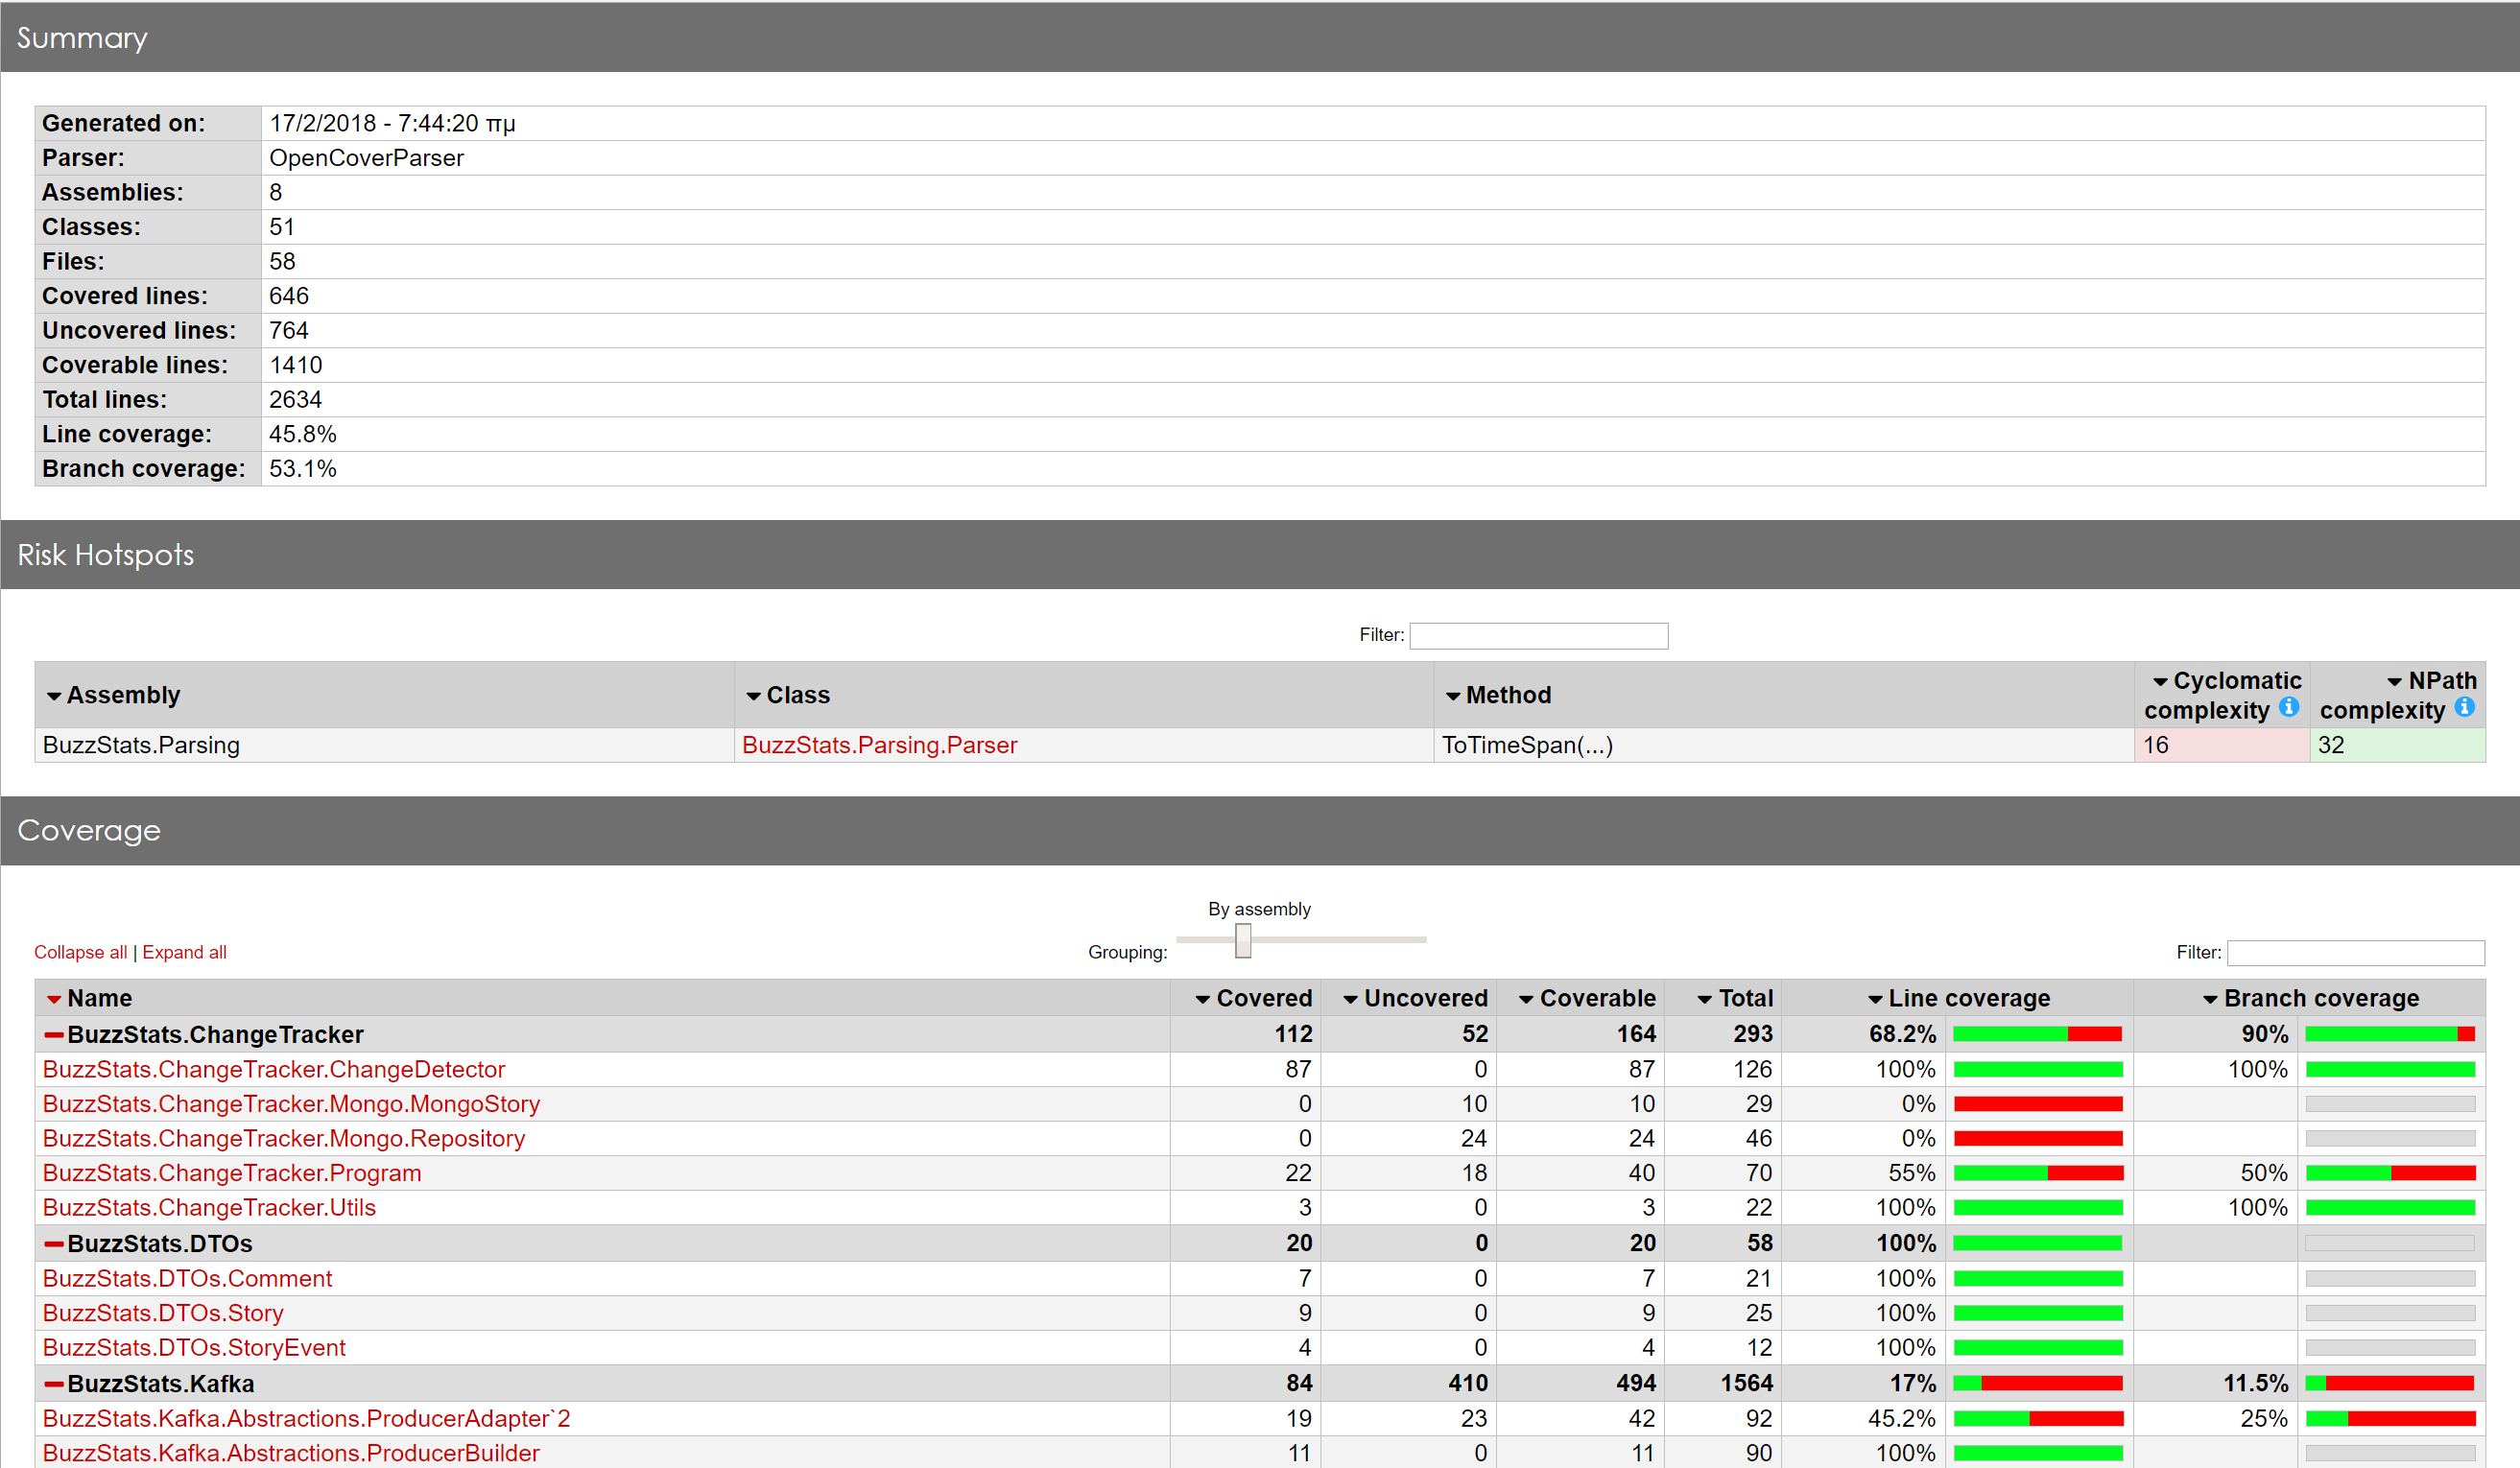 Summary
Generated on: 17/2/2018 - 7:44:20 πμ
Parser: OpenCoverParser
Assemblies: 8
Classes: 51
Files: 58
Covered lines: 646
Uncovered lines: 764
Coverable lines: 1410
Total lines: 2634
Line coverage: 45.8%
Branch coverage: 53.1%
Risk Hotspots
Filter:
Assembly Class Method Cyclomatic complexity NPath complexity
BuzzStats.Parsing BuzzStats.Parsing.Parser ToTimeSpan(...) 16 32
Coverage
By assembly
Collapse all | Expand all Grouping: Filter:
Name Covered Uncovered Coverable Total Line coverage Branch coverage
BuzzStats.ChangeTracker 112 52 164 293 68.2% 90%
BuzzStats.ChangeTracker.ChangeDetector 87 0 87 126 100% 100%
BuzzStats.ChangeTracker.Mongo.MongoStory 0 10 10 29 0%
BuzzStats.ChangeTracker.Mongo.Repository 0 24 24 46 0%
BuzzStats.ChangeTracker.Program 22 18 40 70 55% 50%
BuzzStats.ChangeTracker.Utils 3 0 3 22 100% 100%
BuzzStats.DTOs 20 0 20 58 100%
BuzzStats.DTOs.Comment 7 0 7 21 100%
BuzzStats.DTOs.Story 9 0 9 25 100%
BuzzStats.DTOs.StoryEvent 4 0 4 12 100%
BuzzStats.Kafka 84 410 494 1564 17% 11.5%
BuzzStats.Kafka.Abstractions.ProducerAdapter`2 19 23 42 92 45.2% 25%
BuzzStats.Kafka.Abstractions.ProducerBuilder 11 0 11 90 100%